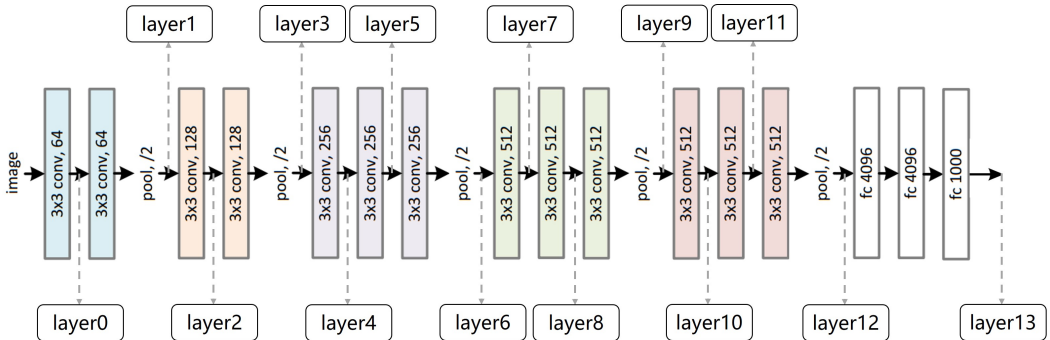 layer1
layer3
layer5
layer7
layer9
layer11
image
3x3 conv, 64
3x3 conv, 64
pool, /2
3x3 conv, 128
3x3 conv, 128
pool, /2
3x3 conv, 256
3x3 conv, 256
3x3 conv, 256
pool, /2
3x3 conv, 512
3x3 conv, 512
3x3 conv, 512
pool, /2
3x3 conv, 512
3x3 conv, 512
3x3 conv, 512
pool, /2
fc 4096
fc 4096
fc 1000
layer0
layer2
layer4
layer6
layer8
layer10
layer12
layer13